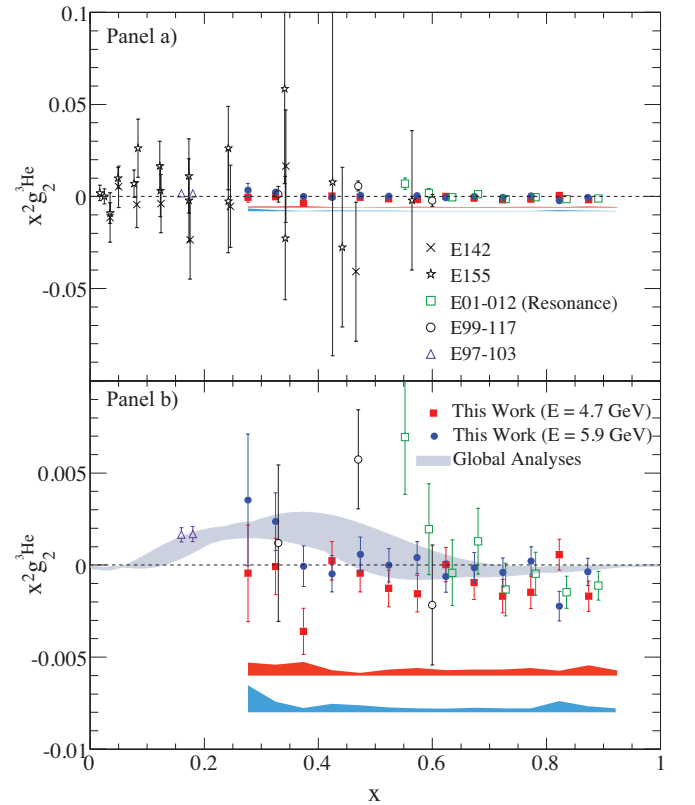 Panel a)
0.1
0.05
0
-0.05
x²g₂³He
E142
E155
E01-012 (Resonance)
E99-117
E97-103
Panel b)
This Work (E = 4.7 GeV)
This Work (E = 5.9 GeV)
Global Analyses
0.005
0
-0.005
-0.01
x²g₂³He
0 0.2 0.4 0.6 0.8 1
x